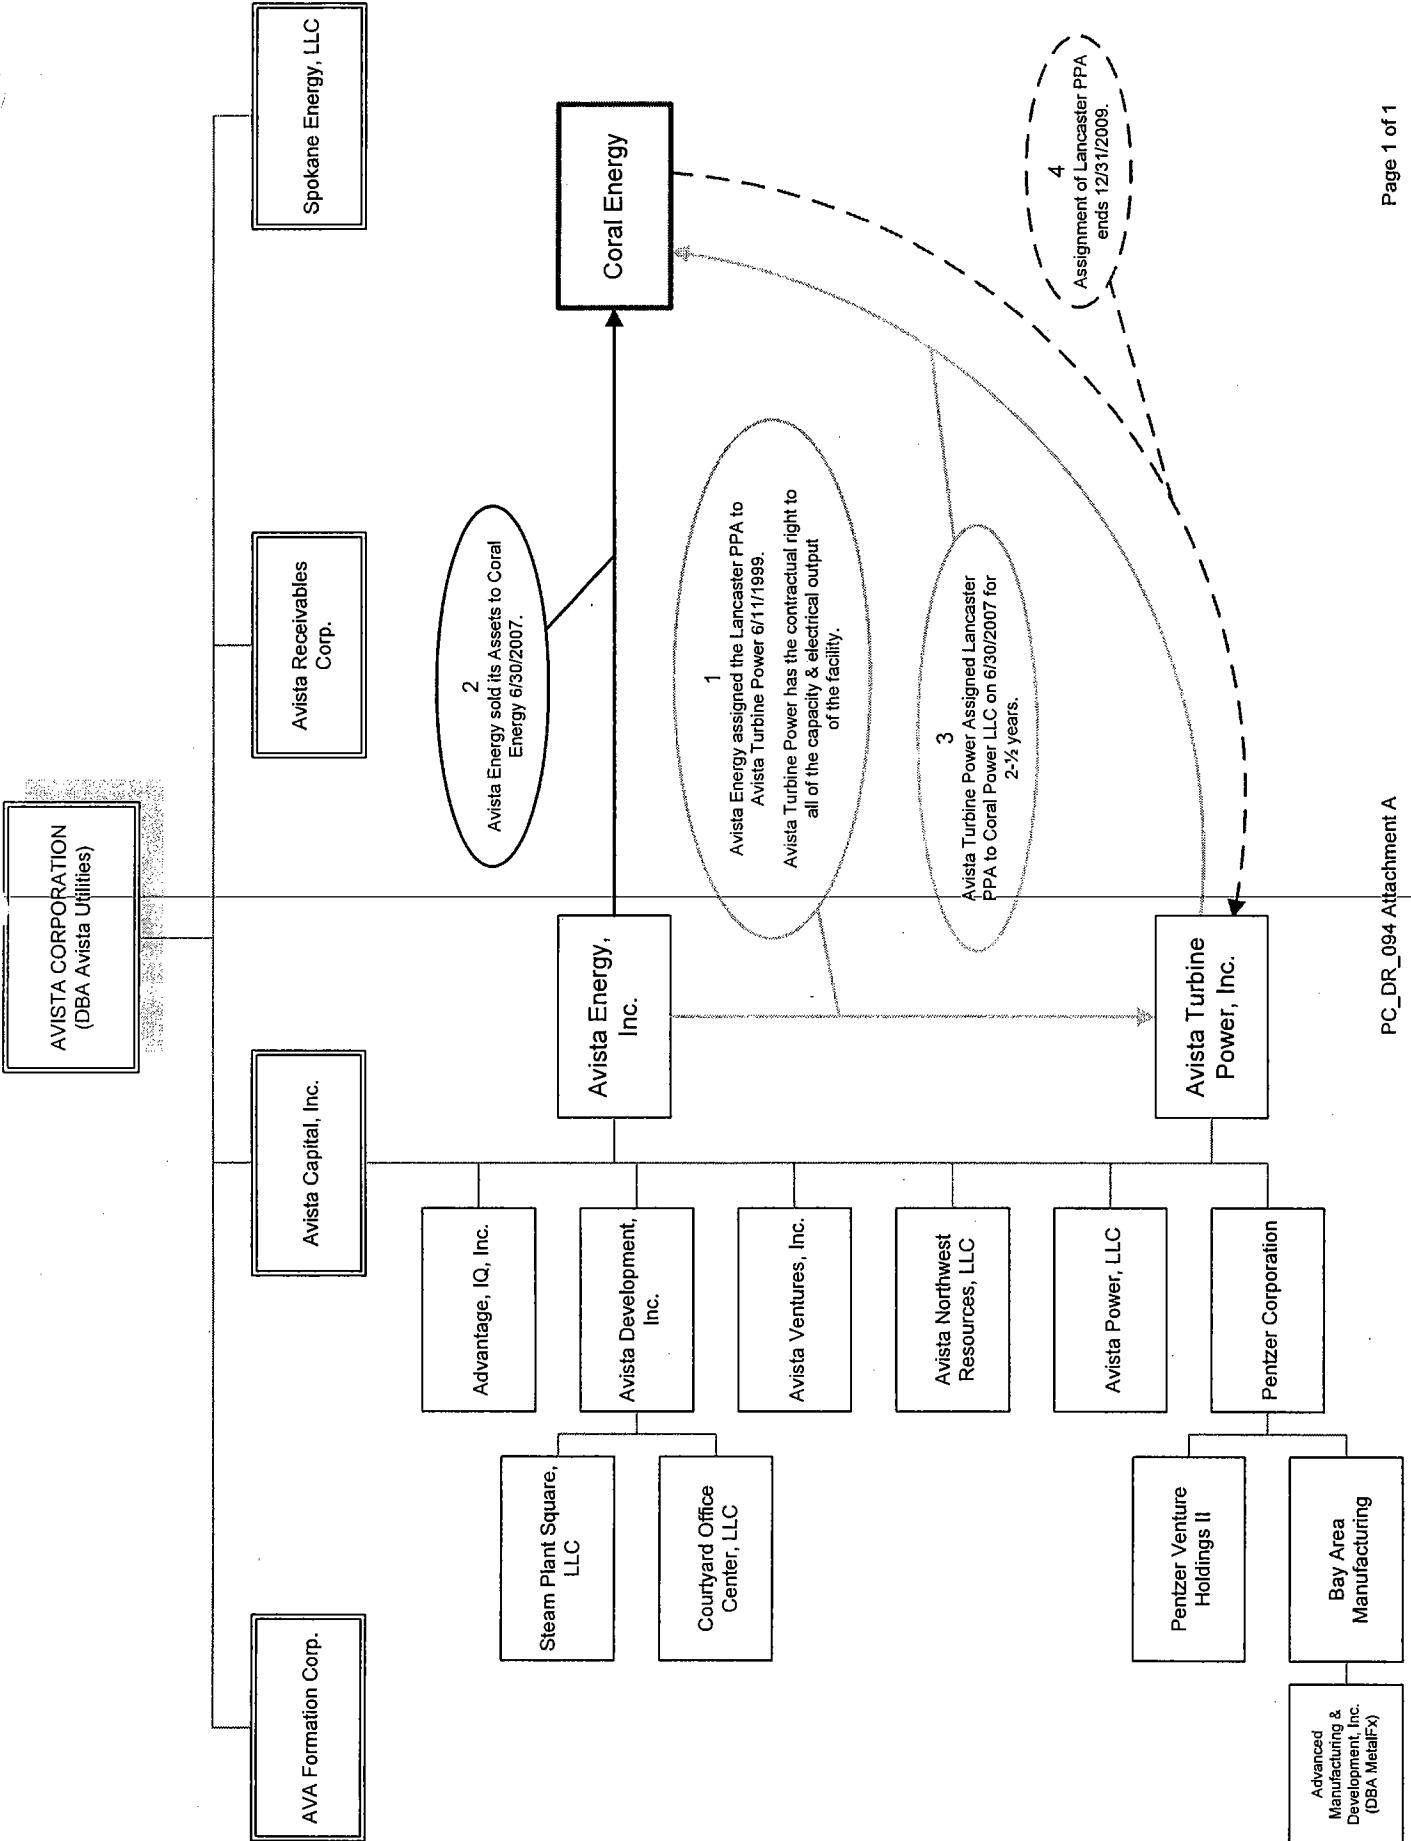 AVISTA CORPORATION
(DBA Avista Utilities)
AVA Formation Corp.
Avista Capital, Inc.
Avista Receivables
Corp.
Spokane Energy, LLC
Advantage, IQ, Inc.
Steam Plant Square,
LLC
Avista Development,
Inc.
Courtyard Office
Center, LLC
Avista Ventures, Inc.
Avista Northwest
Resources, LLC
Avista Power, LLC
Pentzer Venture
Holdings II
Pentzer Corporation
Bay Area
Manufacturing
Advanced
Manufacturing &
Development, Inc.
(DBA MetalFx)
Avista Energy,
Inc.
Avista Turbine
Power, Inc.
Coral Energy
2
Avista Energy sold its Assets to Coral
Energy 6/30/2007.
1
Avista Energy assigned the Lancaster PPA to
Avista Turbine Power 6/11/1999.
Avista Turbine Power has the contractual right to
all of the capacity & electrical output
of the facility.
3
Avista Turbine Power Assigned Lancaster
PPA to Coral Power LLC on 6/30/2007 for
2-½ years.
4
Assignment of Lancaster PPA
ends 12/31/2009.
PC_DR_094 Attachment A
Page 1 of 1